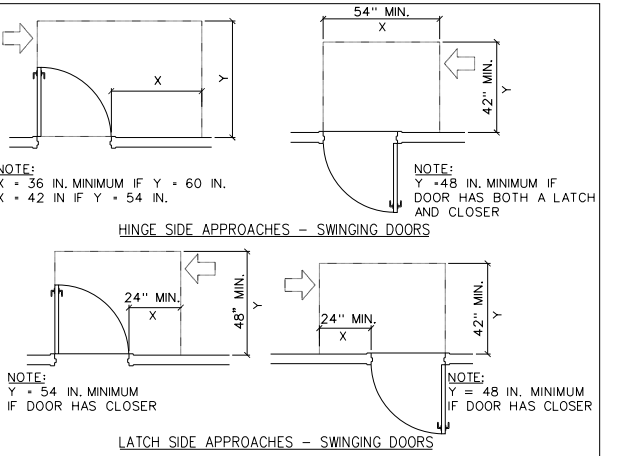 54" MIN.
X
X
Y
42" MIN.
Y
NOTE:
X = 36 IN. MINIMUM IF Y = 60 IN.
X = 42 IN IF Y = 54 IN.
NOTE:
Y =48 IN. MINIMUM IF
DOOR HAS BOTH A LATCH
AND CLOSER
HINGE SIDE APPROACHES - SWINGING DOORS
24" MIN.
X
48" MIN.
Y
24" MIN.
X
42" MIN.
Y
NOTE:
Y = 54 IN. MINIMUM
IF DOOR HAS CLOSER
NOTE:
Y = 48 IN. MINIMUM
IF DOOR HAS CLOSER
LATCH SIDE APPROACHES - SWINGING DOORS